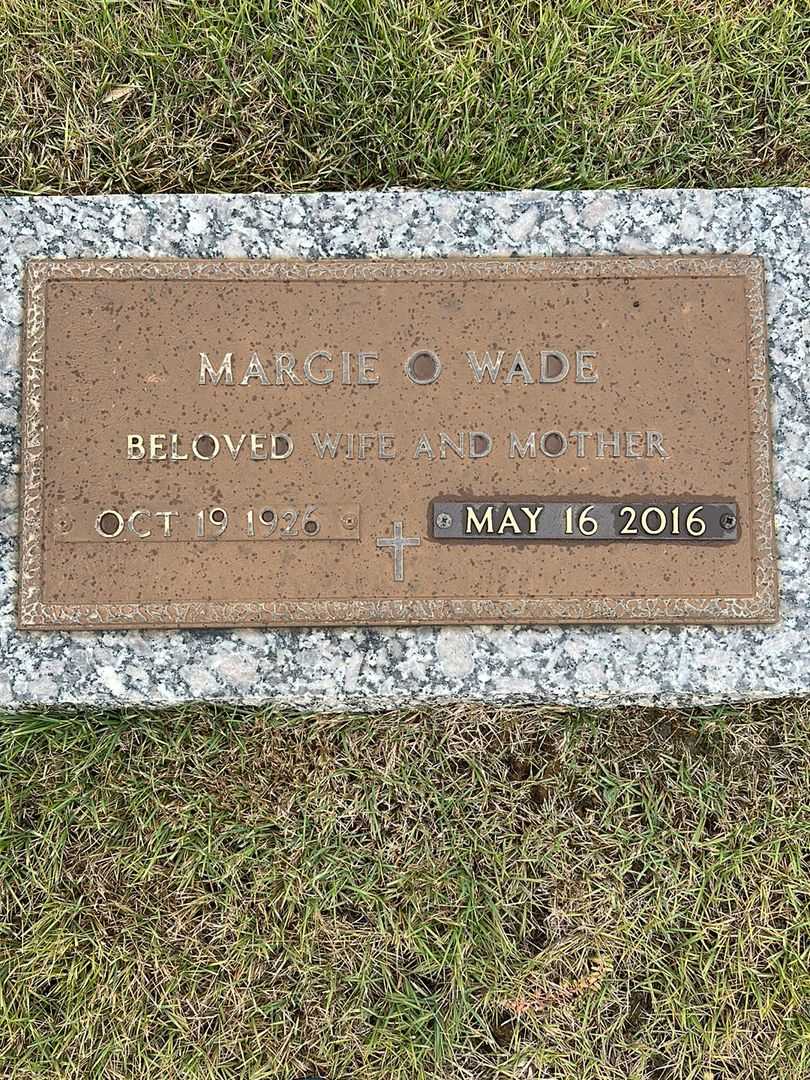 MARGIE O WADE
BELOVED WIFE AND MOTHER
OCT 19 1926 MAY 16 2016